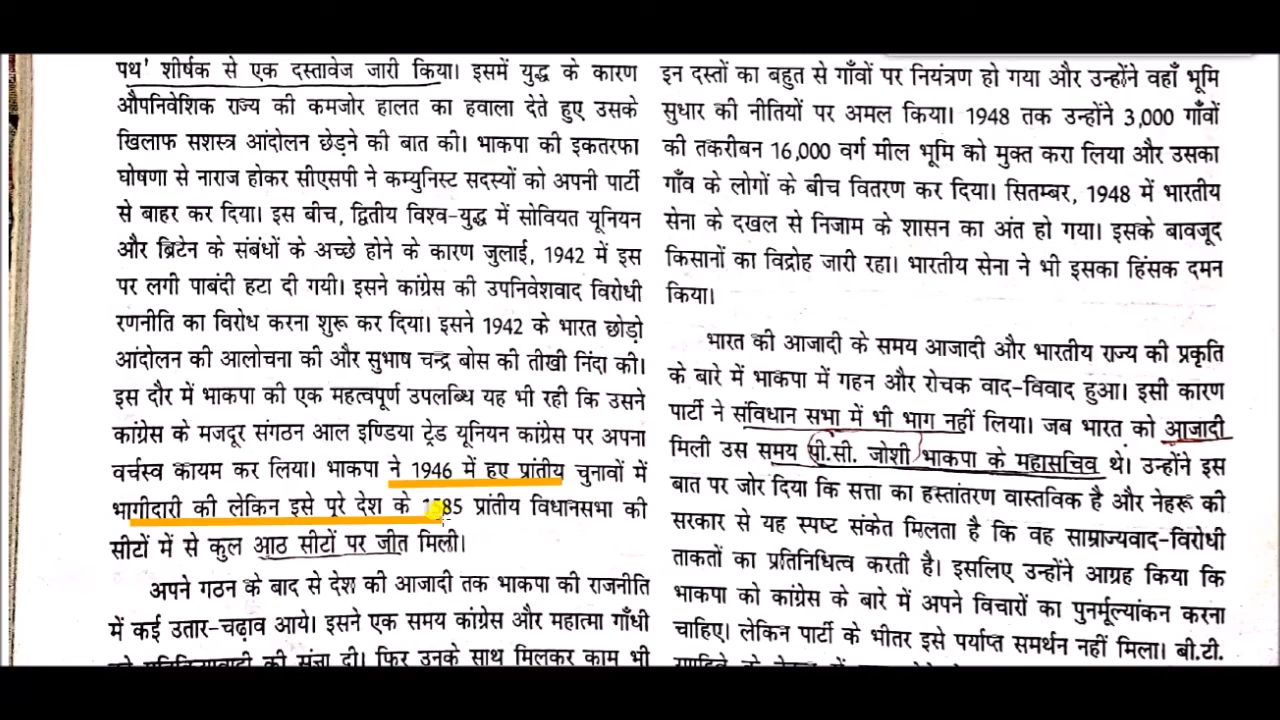 पथ' शीर्षक से एक दस्तावेज जारी किया। इसमें युद्ध के कारण
औपनिवेशिक राज्य की कमजोर हालत का हवाला देते हुए उसके
खिलाफ सशस्त्र आंदोलन छेड़ने की बात की। भाकपा की इकतरफा
घोषणा से नाराज होकर सीएसपी ने कम्युनिस्ट सदस्यों को अपनी पार्टी
से बाहर कर दिया। इस बीच, द्वितीय विश्व-युद्ध में सोवियत यूनियन
और ब्रिटेन के संबंधों के अच्छे होने के कारण जुलाई, 1942 में इस
पर लगी पाबंदी हटा दी गयी। इसने कांग्रेस की उपनिवेशवाद विरोधी
रणनीति का विरोध करना शुरू कर दिया। इसने 1942 के भारत छोड़ो
आंदोलन की आलोचना की और सुभाष चन्द्र बोस की तीखी निंदा की।
इस दौर में भाकपा की एक महत्वपूर्ण उपलब्धि यह भी रही कि उसने
कांग्रेस के मजदूर संगठन आल इण्डिया ट्रेड यूनियन कांग्रेस पर अपना
वर्चस्व कायम कर लिया। भाकपा ने 1946 में हुए प्रांतीय चुनावों में
भागीदारी की लेकिन इसे पूरे देश के 1585 प्रांतीय विधानसभा की
सीटों में से कुल आठ सीटों पर जीत मिली।
अपने गठन के बाद से देश की आजादी तक भाकपा की राजनीति
में कई उतार-चढ़ाव आये। इसने एक समय कांग्रेस और महात्मा गाँधी
को प्रतिक्रियावादी की संज्ञा दी। फिर उनके साथ मिलकर काम भी
इन दस्तों का बहुत से गाँवों पर नियंत्रण हो गया और उन्होंने वहाँ भूमि
सुधार की नीतियों पर अमल किया। 1948 तक उन्होंने 3,000 गाँवों
की तकरीबन 16,000 वर्ग मील भूमि को मुक्त करा लिया और उसका
गाँव के लोगों के बीच वितरण कर दिया। सितम्बर, 1948 में भारतीय
सेना के दखल से निजाम के शासन का अंत हो गया। इसके बावजूद
किसानों का विद्रोह जारी रहा। भारतीय सेना ने भी इसका हिंसक दमन
किया।
भारत की आजादी के समय आजादी और भारतीय राज्य की प्रकृति
के बारे में भाकपा में गहन और रोचक वाद-विवाद हुआ। इसी कारण
पार्टी ने संविधान सभा में भी भाग नहीं लिया। जब भारत को आजादी
मिली उस समय पी.सी. जोशी भाकपा के महासचिव थे। उन्होंने इस
बात पर जोर दिया कि सत्ता का हस्तांतरण वास्तविक है और नेहरू की
सरकार से यह स्पष्ट संकेत मिलता है कि वह साम्राज्यवाद-विरोधी
ताकतों का प्रतिनिधित्व करती है। इसलिए उन्होंने आग्रह किया कि
भाकपा को कांग्रेस के बारे में अपने विचारों का पुनर्मूल्यांकन करना
चाहिए। लेकिन पार्टी के भीतर इसे पर्याप्त समर्थन नहीं मिला। बी.टी.